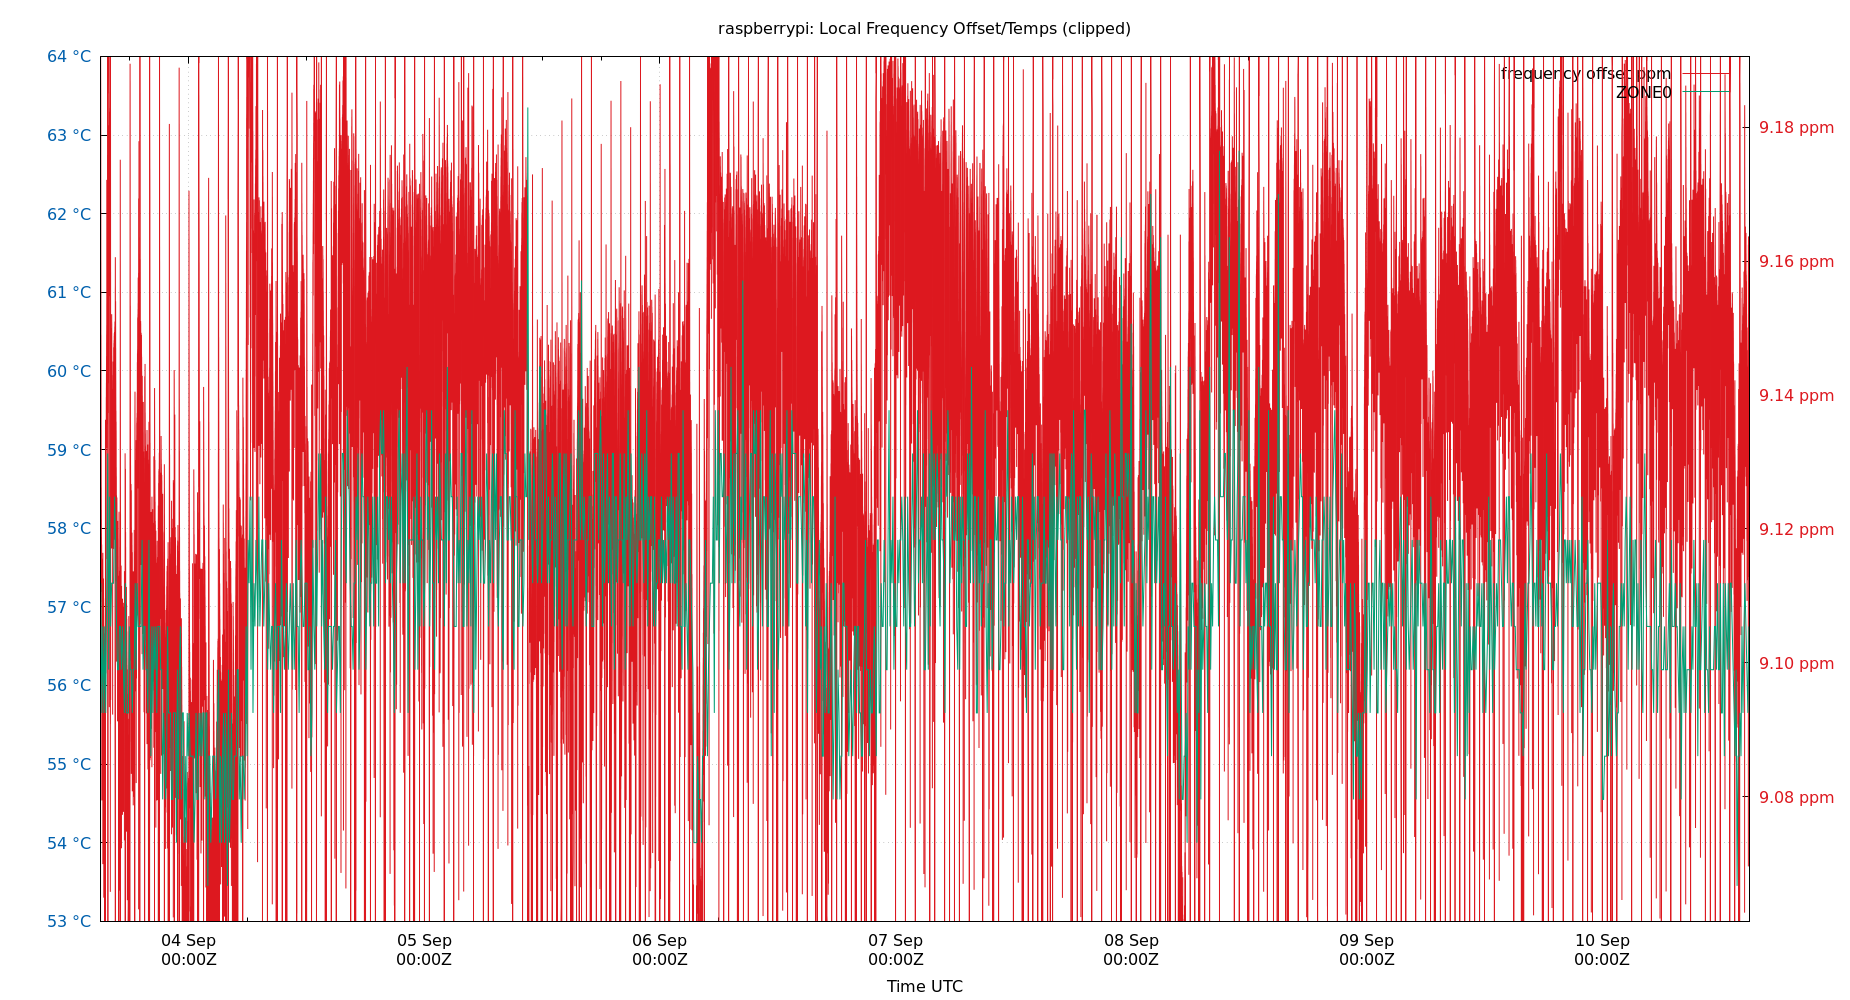 raspberrypi: Local Frequency Offset/Temps (clipped)
frequency offset ppm
ZONE0
64 °C
63 °C
62 °C
61 °C
60 °C
59 °C
58 °C
57 °C
56 °C
55 °C
54 °C
53 °C
9.18 ppm
9.16 ppm
9.14 ppm
9.12 ppm
9.10 ppm
9.08 ppm
04 Sep
00:00Z
05 Sep
00:00Z
06 Sep
00:00Z
07 Sep
00:00Z
08 Sep
00:00Z
09 Sep
00:00Z
10 Sep
00:00Z
Time UTC